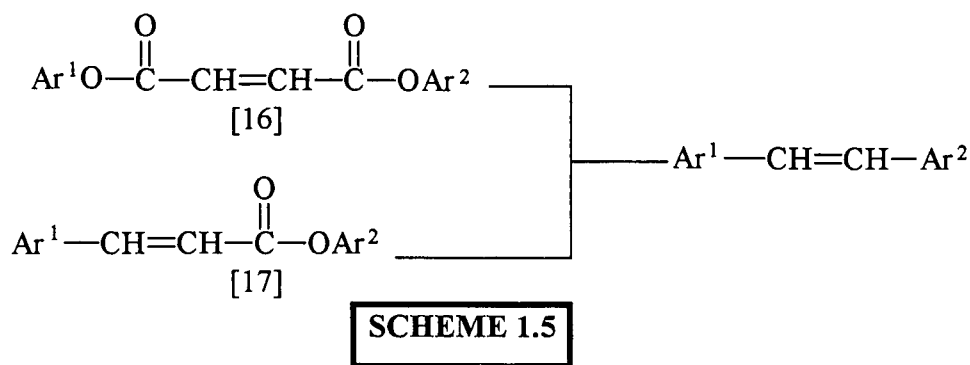 O O
Ar¹O—C—CH=CH—C—OAr²
[16]
Ar¹—CH=CH—Ar²
O
Ar¹—CH=CH—C—OAr²
[17]
SCHEME 1.5